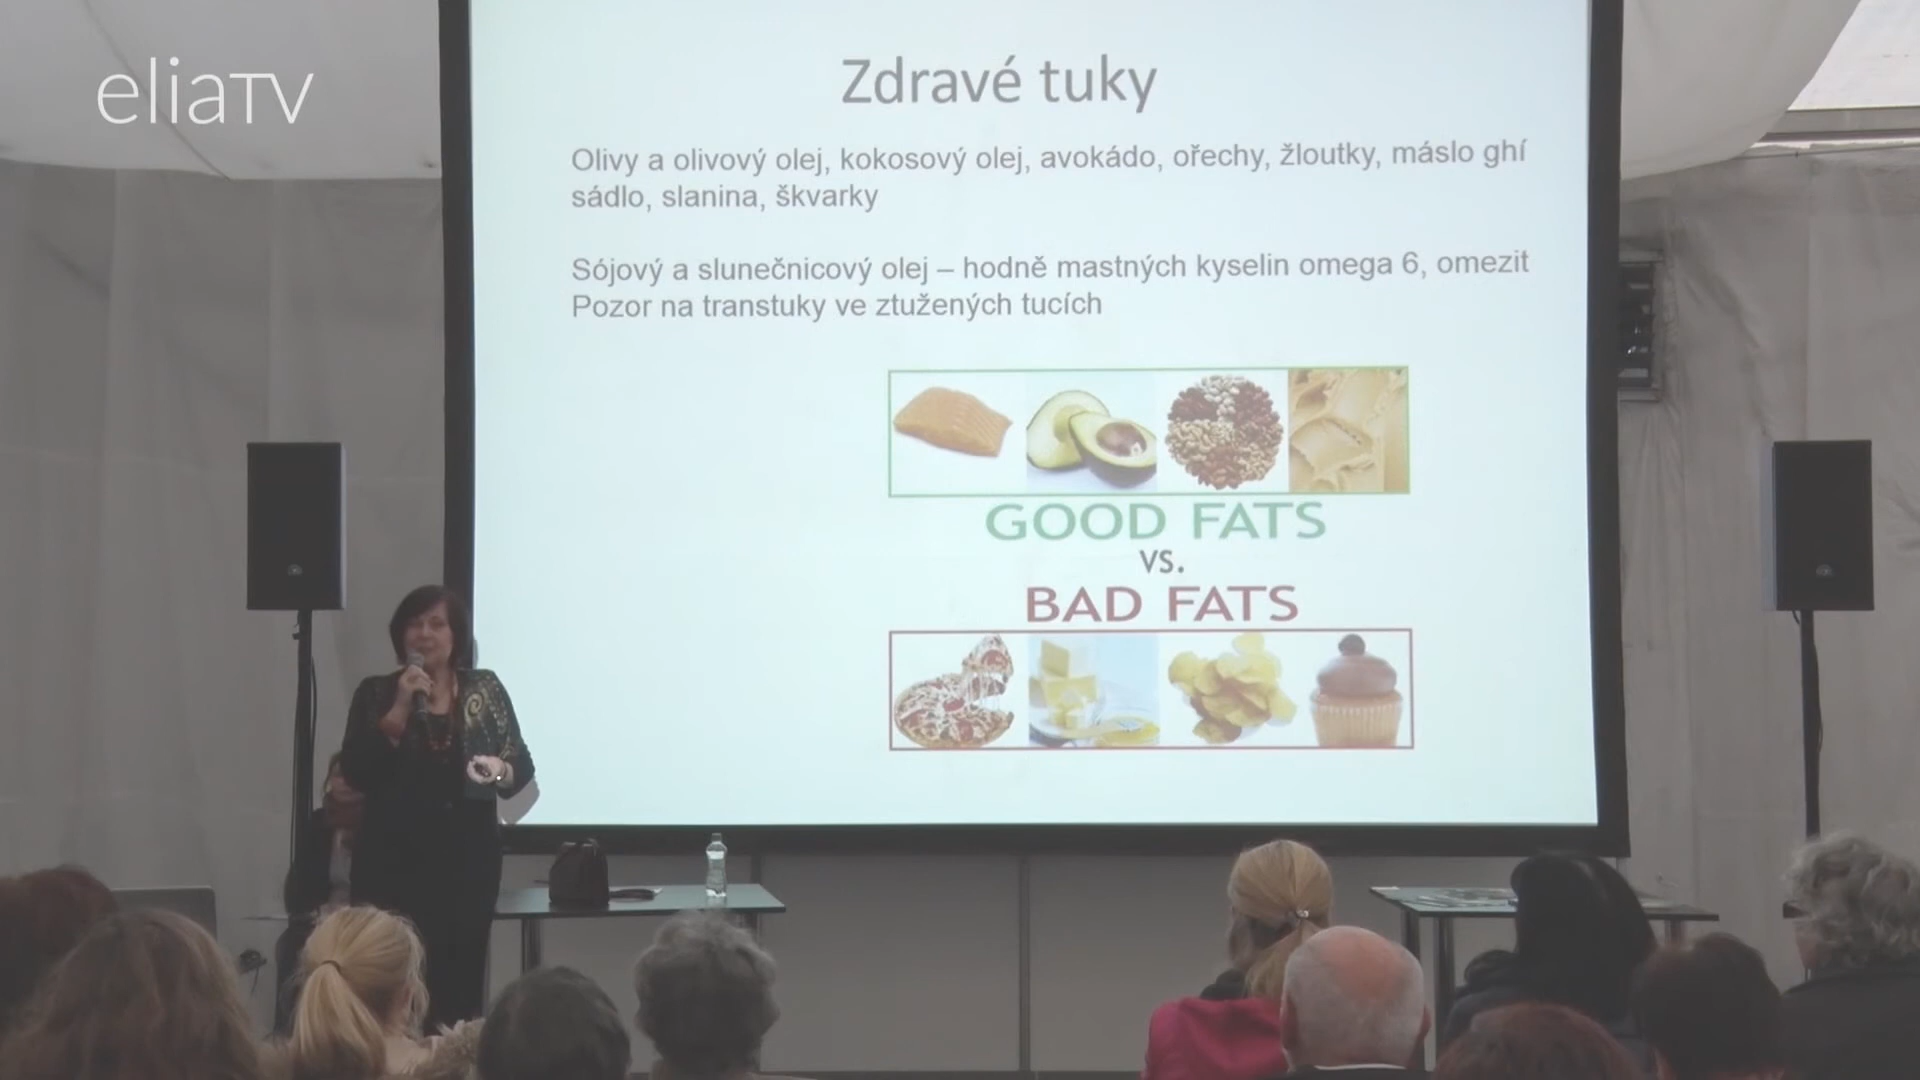 eliaTV
Zdravé tuky
Olivy a olivový olej, kokosový olej, avokádo, ořechy, žloutky, máslo ghí
sádlo, slanina, škvarky
Sójový a slunečnicový olej – hodně mastných kyselin omega 6, omezit
Pozor na transtuky ve ztužených tucích
GOOD FATS
VS.
BAD FATS